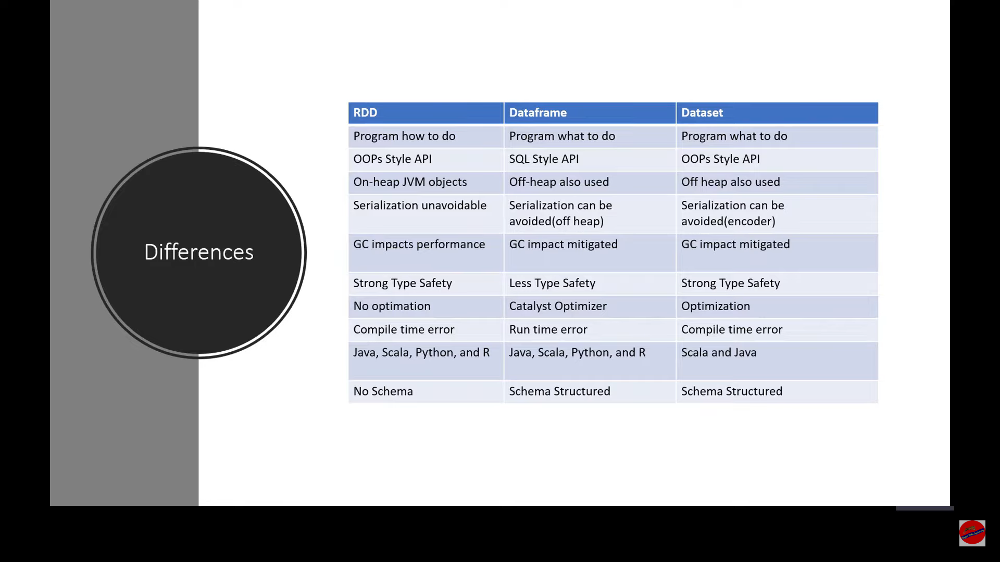 Differences
RDD Dataframe Dataset
Program how to do Program what to do Program what to do
OOPs Style API SQL Style API OOPs Style API
On-heap JVM objects Off-heap also used Off heap also used
Serialization unavoidable Serialization can be Serialization can be
avoided(off heap) avoided(encoder)
GC impacts performance GC impact mitigated GC impact mitigated
Strong Type Safety Less Type Safety Strong Type Safety
No optimation Catalyst Optimizer Optimization
Compile time error Run time error Compile time error
Java, Scala, Python, and R Java, Scala, Python, and R Scala and Java
No Schema Schema Structured Schema Structured